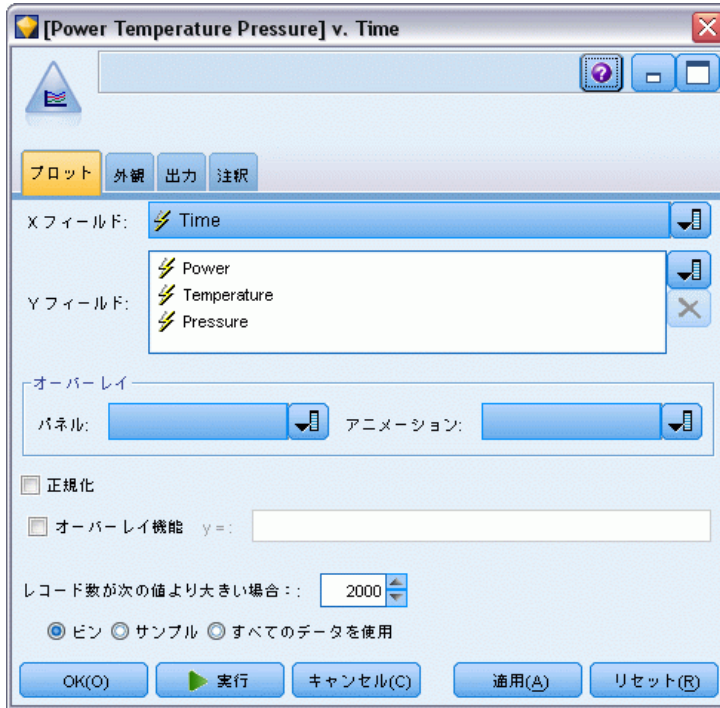 [Power Temperature Pressure] v. Time
プロット 外観 出力 注釈
Xフィールド: Time
Yフィールド:
Power
Temperature
Pressure
オーバーレイ
パネル: アニメーション:
正規化
オーバーレイ機能 y=:
レコード数が次の値より大きい場合:: 2000
ビン サンプル すべてのデータを使用
OK(O) 実行 キャンセル(C) 適用(A) リセット(R)